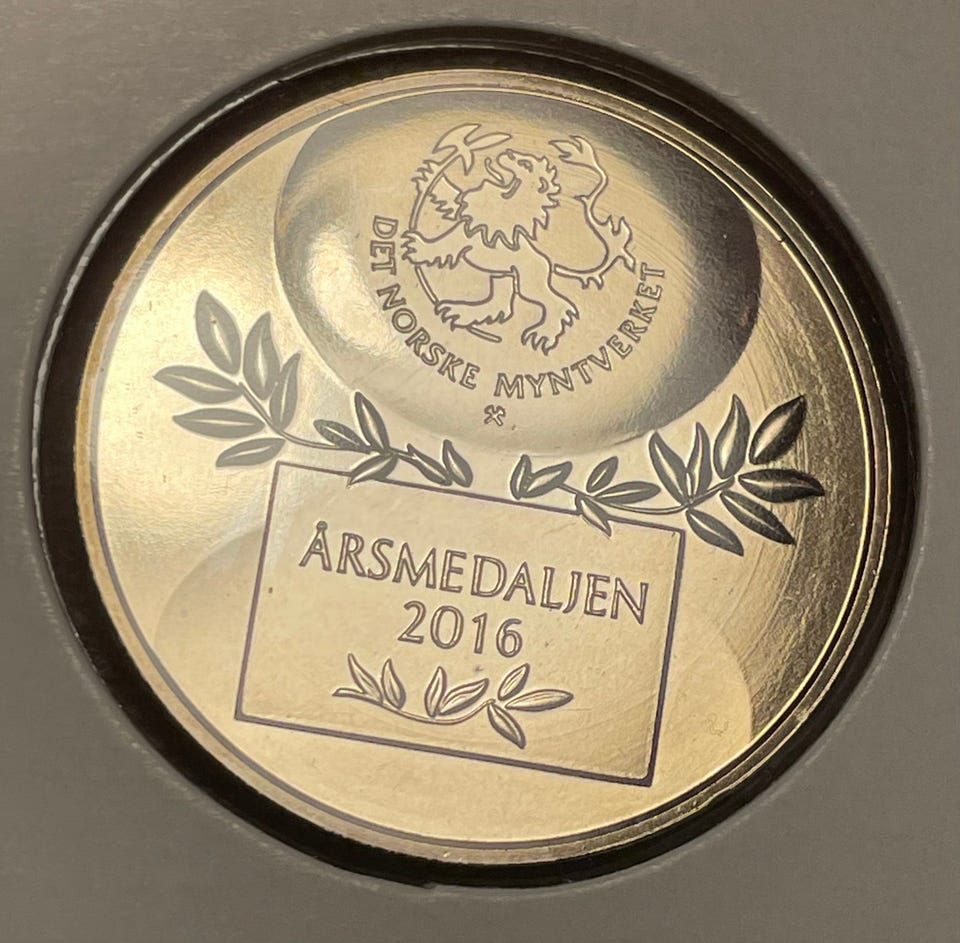 DET NORSKE MYNTVERKET
ÅRSMEDALJEN
2016